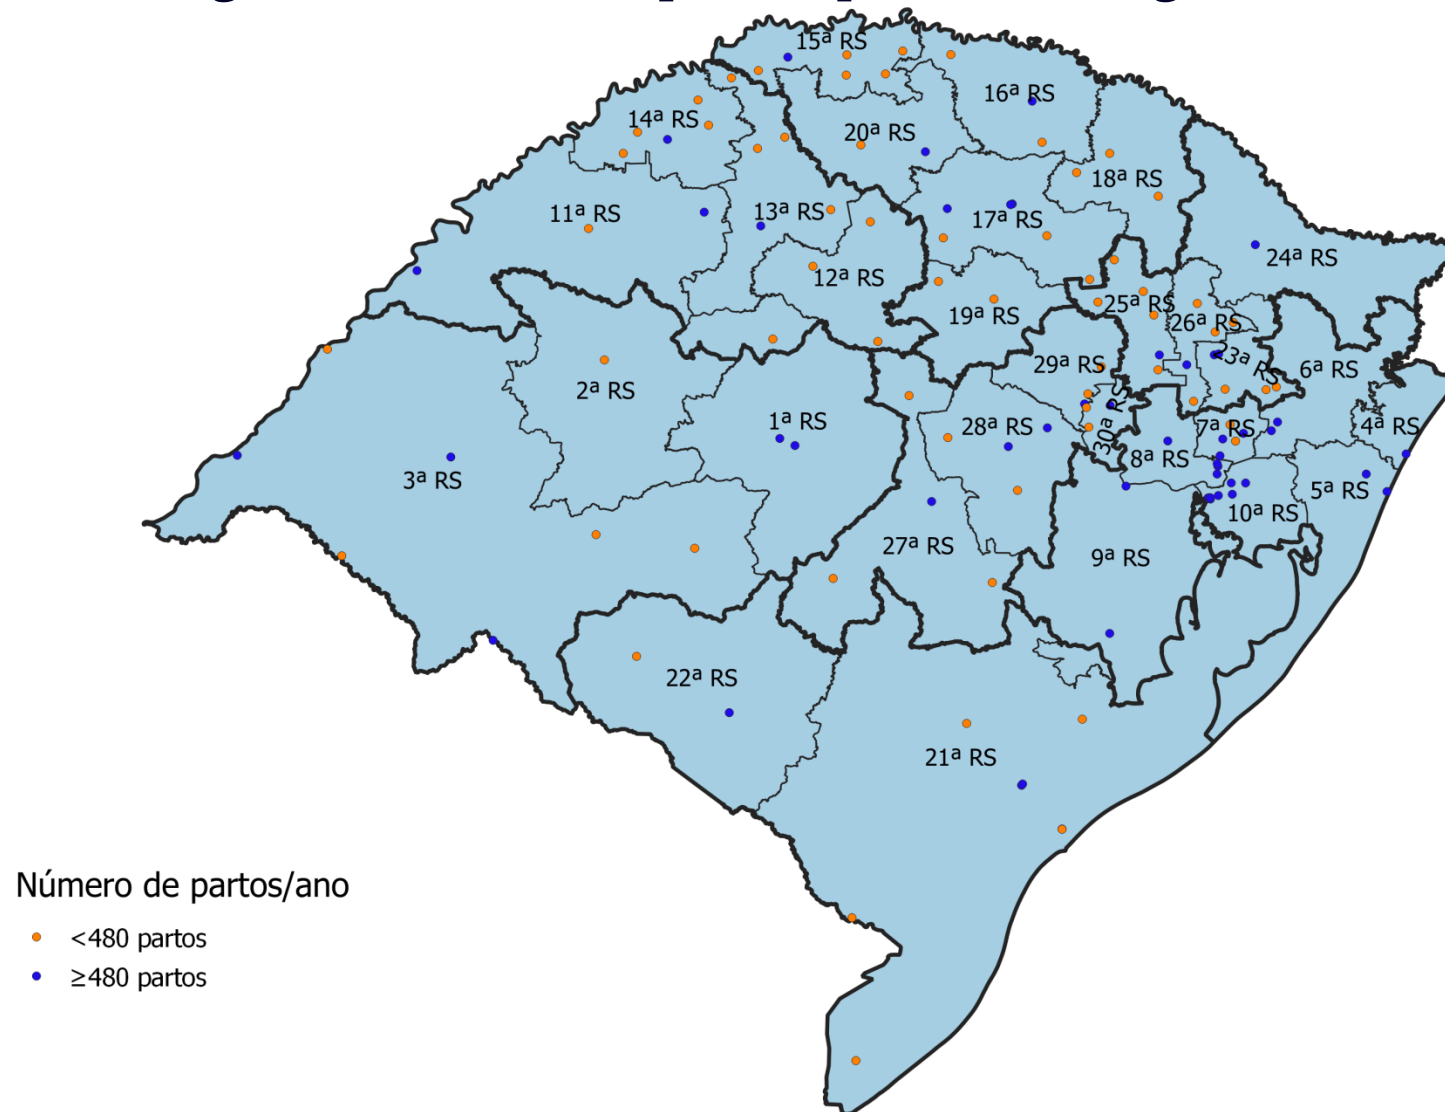 15ª RS
16ª RS
14ª RS
20ª RS
18ª RS
11ª RS
13ª RS
17ª RS
24ª RS
12ª RS
25ª RS
19ª RS
26ª RS
29ª RS
23ª RS
6ª RS
2ª RS
1ª RS
28ª RS
30ª RS
7ª RS
4ª RS
8ª RS
3ª RS
5ª RS
10ª RS
27ª RS
9ª RS
22ª RS
21ª RS
Número de partos/ano
<480 partos
≥480 partos